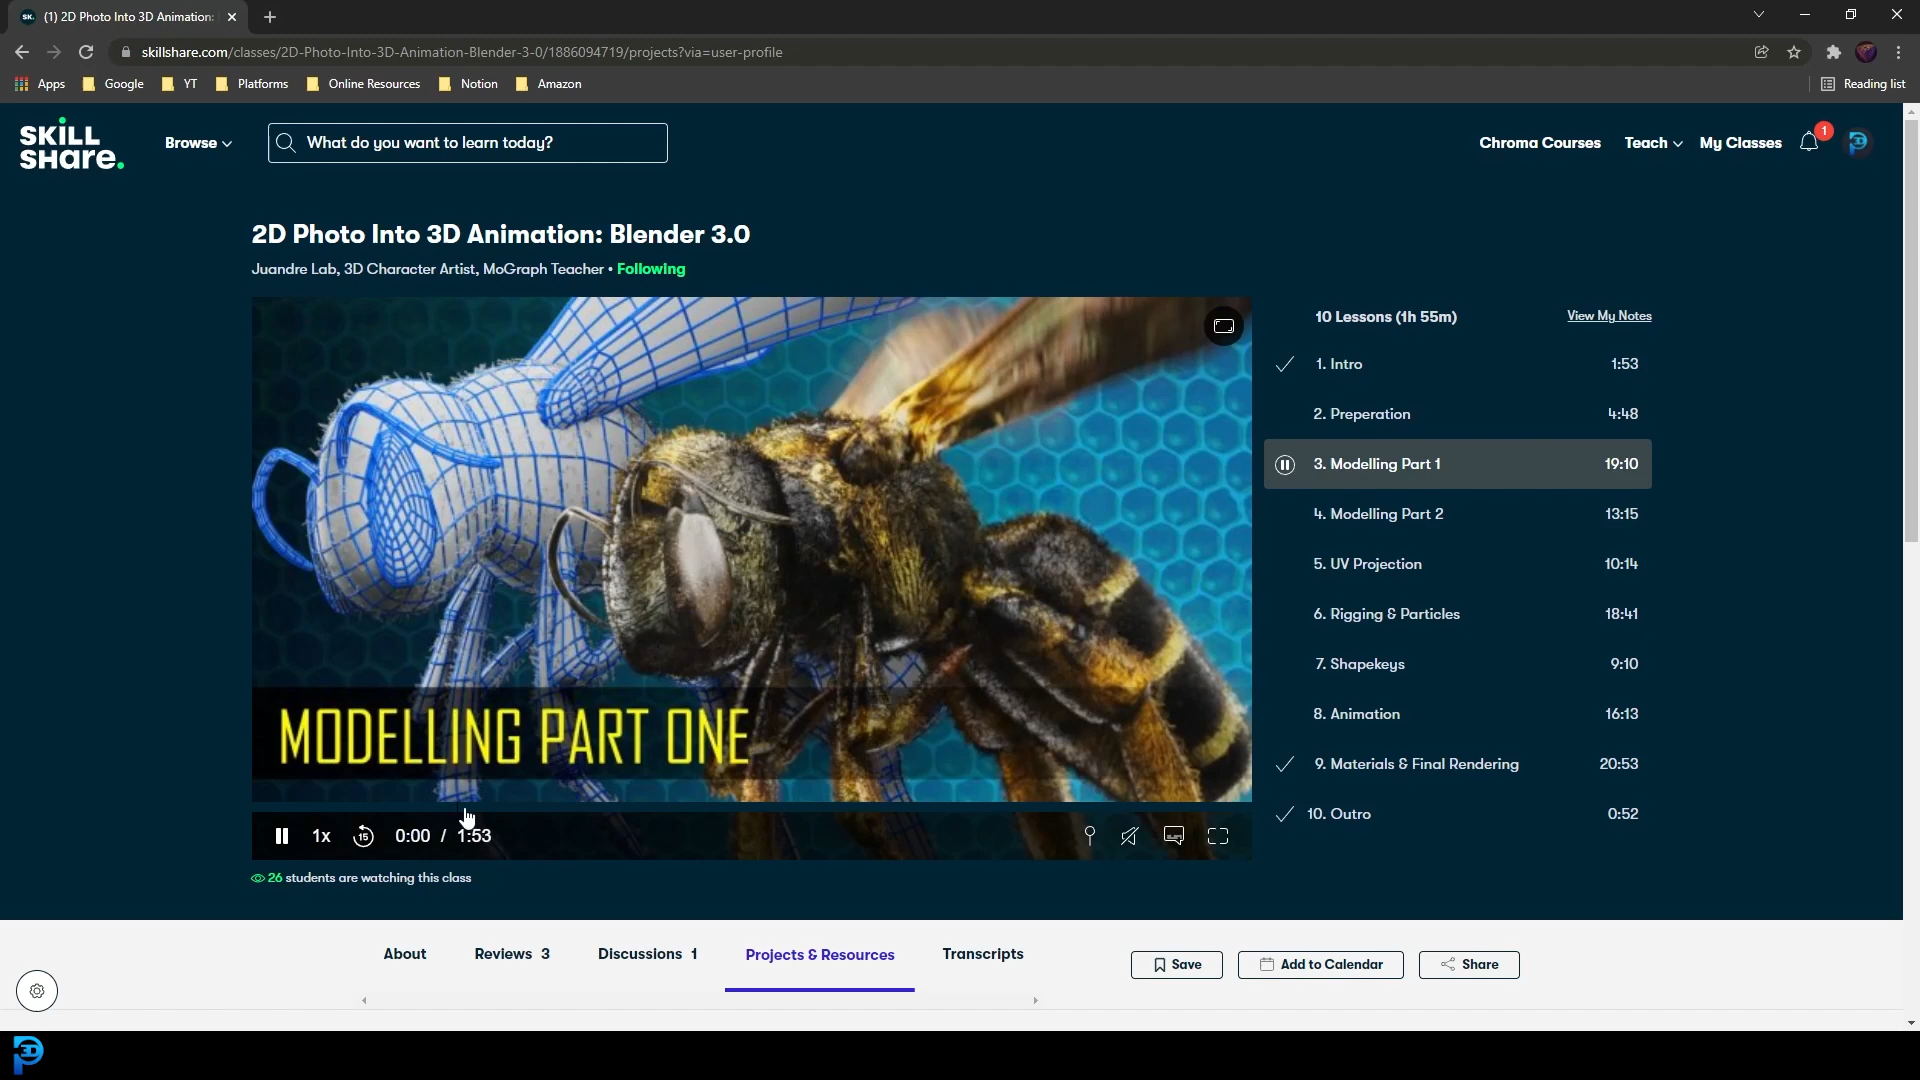 SK.
(1) 2D Photo Into 3D Animation:
skillshare.com/classes/2D-Photo-Into-3D-Animation-Blender-3-0/1886094719/projects?via=user-profile
Apps Google YT Platforms Online Resources Notion Amazon Reading list
SKILL
SHare.
Browse
What do you want to learn today?
Chroma Courses Teach My Classes 1
2D Photo Into 3D Animation: Blender 3.0
Juandre Lab, 3D Character Artist, MoGraph Teacher • Following
10 Lessons (1h 55m) View My Notes
1. Intro 1:53
2. Preperation 4:48
3. Modelling Part 1 19:10
4. Modelling Part 2 13:15
5. UV Projection 10:14
6. Rigging & Particles 18:41
7. Shapekeys 9:10
8. Animation 16:13
9. Materials & Final Rendering 20:53
10. Outro 0:52
MODELLING PART ONE
1x 15 0:00 / 1:53
26 students are watching this class
About Reviews 3 Discussions 1 Projects & Resources Transcripts Save Add to Calendar Share
3D